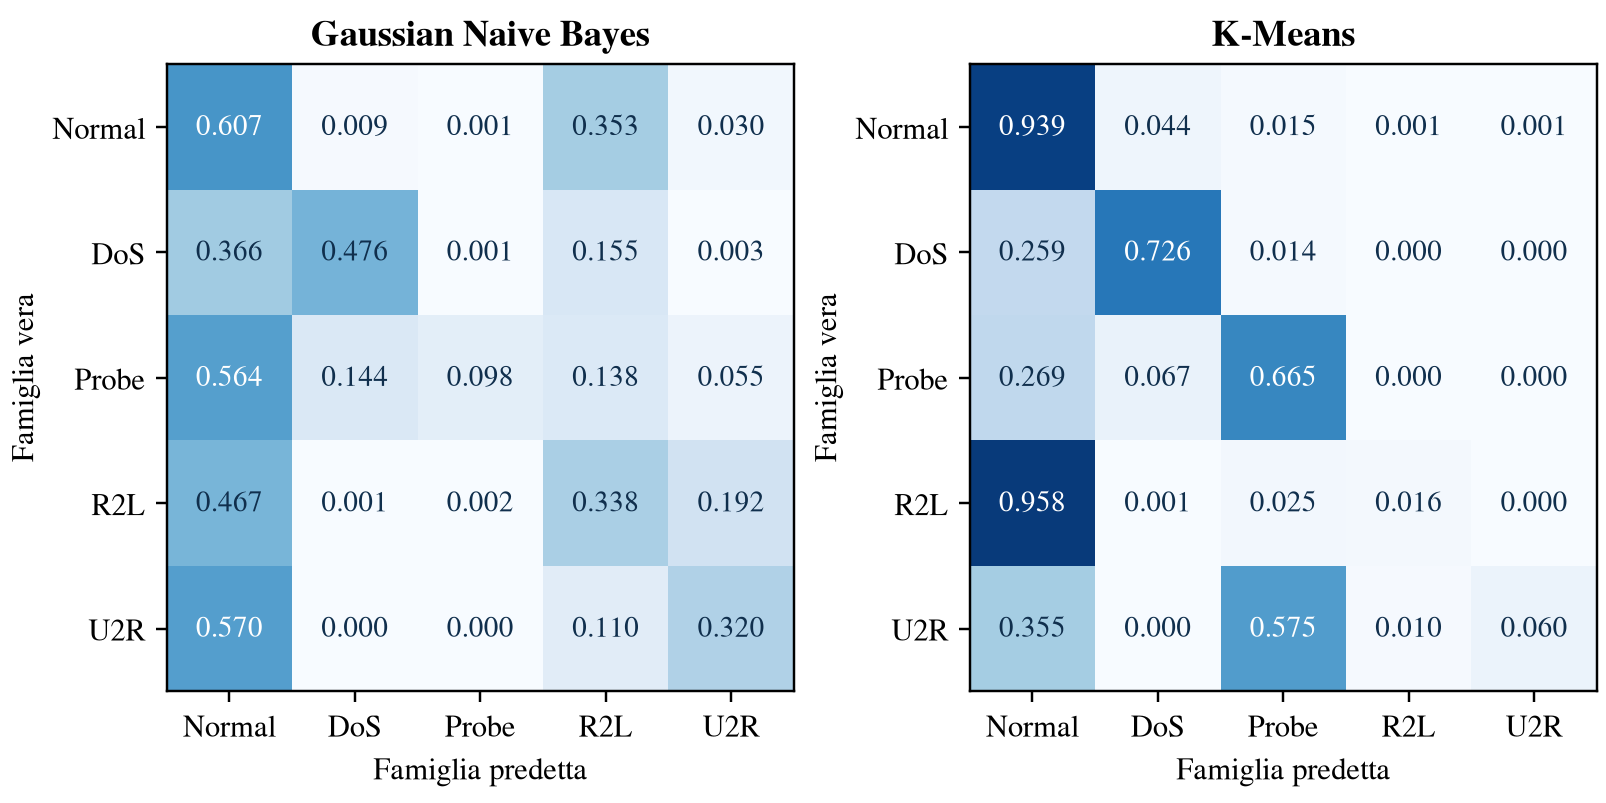 Gaussian Naive Bayes
Famiglia vera
Normal 0.607 0.009 0.001 0.353 0.030
DoS 0.366 0.476 0.001 0.155 0.003
Probe 0.564 0.144 0.098 0.138 0.055
R2L 0.467 0.001 0.002 0.338 0.192
U2R 0.570 0.000 0.000 0.110 0.320
Normal DoS Probe R2L U2R
Famiglia predetta
K-Means
Famiglia vera
Normal 0.939 0.044 0.015 0.001 0.001
DoS 0.259 0.726 0.014 0.000 0.000
Probe 0.269 0.067 0.665 0.000 0.000
R2L 0.958 0.001 0.025 0.016 0.000
U2R 0.355 0.000 0.575 0.010 0.060
Normal DoS Probe R2L U2R
Famiglia predetta